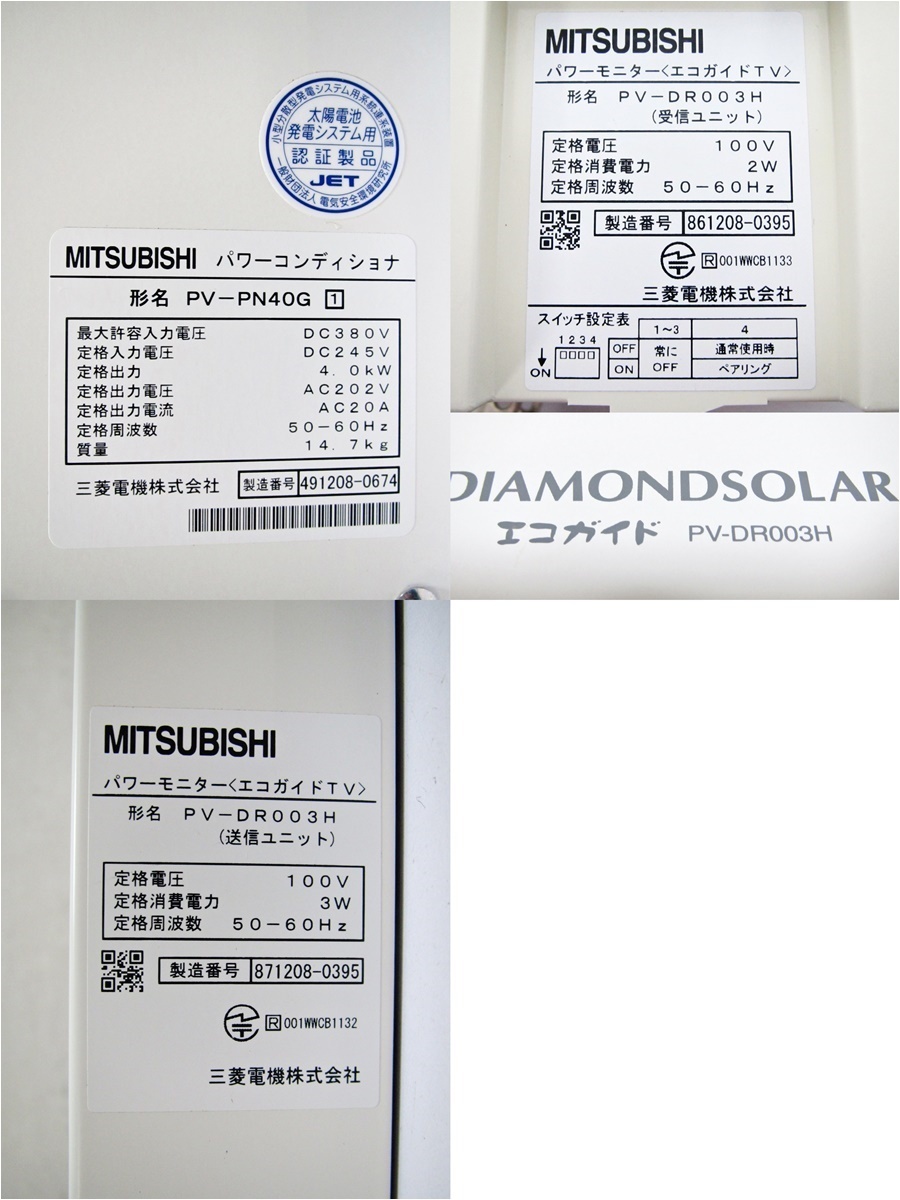 小型分散型発電システム用系統連系装置
太陽電池
発電システム用
認証製品
JET
一般財団法人 電気安全環境研究所
MITSUBISHI パワーコンディショナ
形名 PV-PN40G 1
最大許容入力電圧 DC380V
定格入力電圧 DC245V
定格出力 4.0kW
定格出力電圧 AC202V
定格出力電流 AC20A
定格周波数 50-60Hz
質量 14.7kg
三菱電機株式会社 製造番号 491208-0674
MITSUBISHI
パワーモニター<エコガイドTV>
形名 PV-DR003H
(受信ユニット)
定格電圧 100V
定格消費電力 2W
定格周波数 50-60Hz
製造番号 861208-0395
R 001WWCB1133
三菱電機株式会社
スイッチ設定表
1 2 3 4
ON
1~3 4
OFF 常に 通常使用時
ON OFF ペアリング
DIAMONDSOLAR
エコガイド PV-DR003H
MITSUBISHI
パワーモニター<エコガイドTV>
形名 PV-DR003H
(送信ユニット)
定格電圧 100V
定格消費電力 3W
定格周波数 50-60Hz
製造番号 871208-0395
R 001WWCB1132
三菱電機株式会社